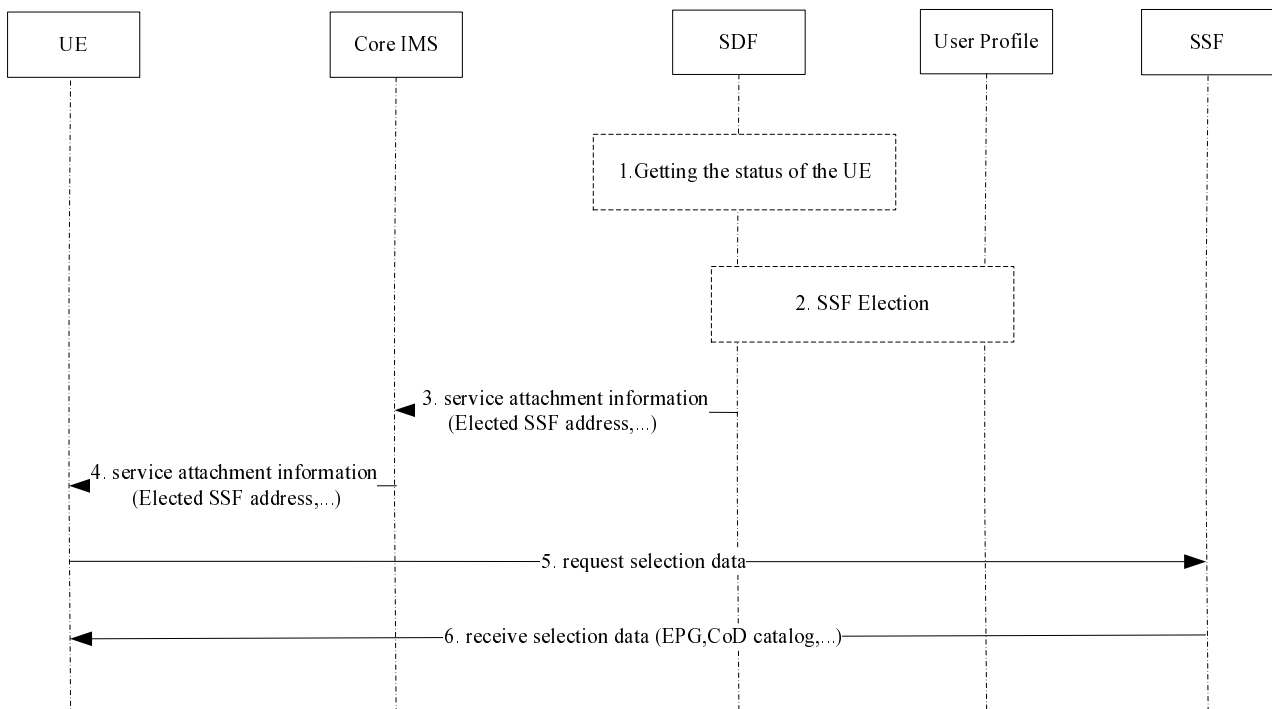 UE
Core IMS
SDF
User Profile
SSF
1.Getting the status of the UE
2. SSF Election
3. service attachment information
(Elected SSF address,...)
4. service attachment information
(Elected SSF address,...)
5. request selection data
6. receive selection data (EPG,CoD catalog,...)